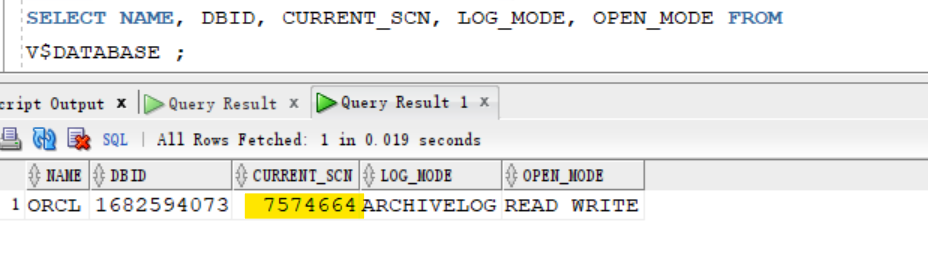 SELECT NAME, DBID, CURRENT_SCN, LOG_MODE, OPEN_MODE FROM
V$DATABASE ;
cript Output x Query Result x Query Result 1 x
SQL | All Rows Fetched: 1 in 0.019 seconds
NAME DBID CURRENT_SCN LOG_MODE OPEN_MODE
1 ORCL 1682594073 7574664 ARCHIVELOG READ WRITE